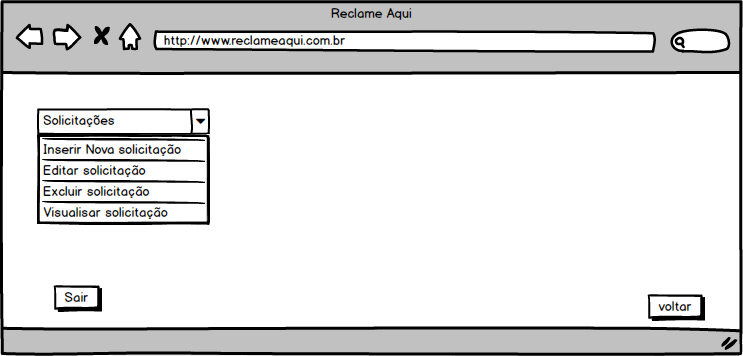 Reclame Aqui
http://www.reclameaqui.com.br
Solicitações
Inserir Nova solicitação
Editar solicitação
Excluir solicitação
Visualisar solicitação
Sair
voltar